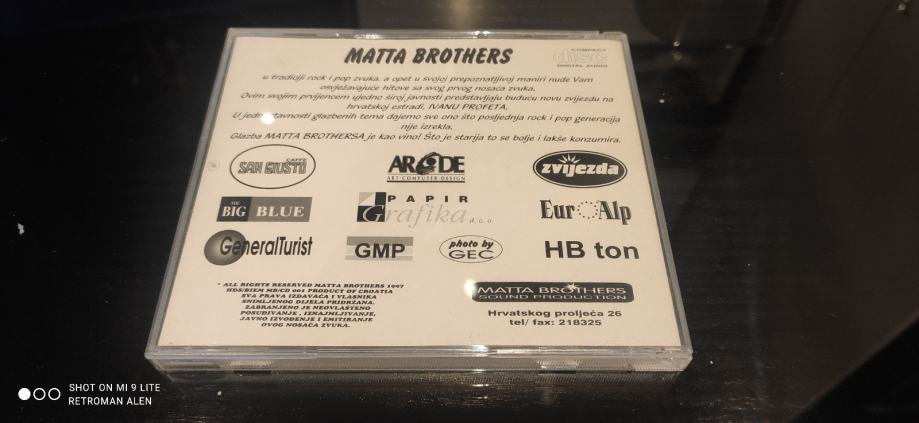 MATTA BROTHERS
COMPACT
disc
DIGITAL AUDIO
u tradiciji rock i pop zvuka, a opet u svojoj prepoznatljivoj maniri nude Vam
osvježavajuće hitove sa svog prvog nosača zvuka.
Ovim svojim prvijencem ujedno široj javnosti predstavljaju buduću novu zvijezdu na
hrvatskoj estradi, IVANU PROFETA.
U jednostavnosti glazbenih tema dajemo sve ono što posljednja rock i pop generacija
nije izrekla.
Glazba MATTA BROTHERSA je kao vino! Što je starija to se bolje i lakše konzumira.
CAFFE
SAN GIUSTO
ARCADE
ART·COMPUTER·DESIGN
zvijezda
THE
BIG BLUE
PAPIR
Grafika d.o.o.
Eur Alp
GeneralTurist
GMP
photo by
GEC
HB ton
* ALL RIGHTS RESERVED MATTA BROTHERS 1997
HDS/BIEM MB/CD 001 PRODUCT OF CROATIA
SVA PRAVA IZDAVAČA I VLASNIKA
SNIMLJENOG DIJELA PRIDRŽANA.
ZABRANJENO JE NEOVLAŠTENO
POSUĐIVANJE, IZNAJMLJIVANJE,
JAVNO IZVOĐENJE I EMITIRANJE
OVOG NOSAČA ZVUKA.
MATTA BROTHERS
SOUND PRODUCTION
Hrvatskog proljeća 26
tel/ fax: 218325
SHOT ON MI 9 LITE
RETROMAN ALEN